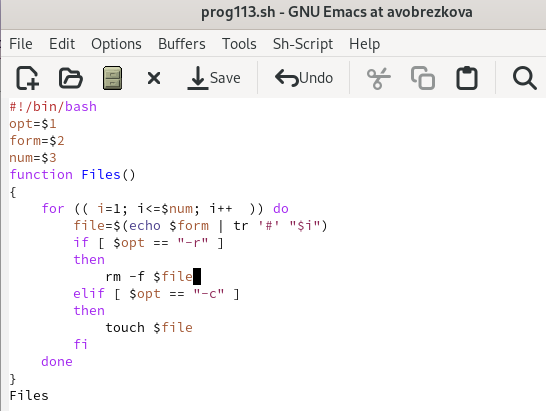 prog113.sh - GNU Emacs at avobrezkova
File Edit Options Buffers Tools Sh-Script Help
Save Undo
#!/bin/bash
opt=$1
form=$2
num=$3
function Files()
{
    for (( i=1; i<=$num; i++  )) do
        file=$(echo $form | tr '#' "$i")
        if [ $opt == "-r" ]
        then
            rm -f $file
        elif [ $opt == "-c" ]
        then
            touch $file
        fi
    done
}
Files